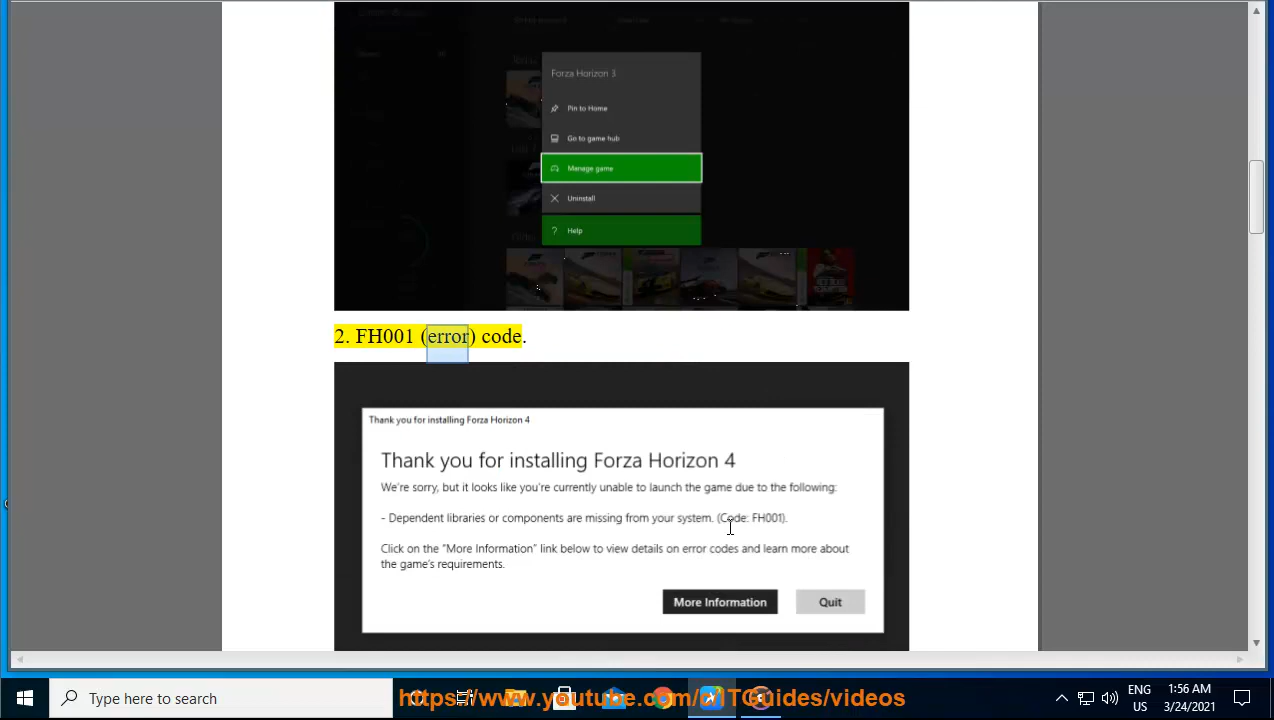 Forza Horizon 3
Pin to Home
Go to game hub
Manage game
Uninstall
Help
2. FH001 (error) code.
Thank you for installing Forza Horizon 4
Thank you for installing Forza Horizon 4
We're sorry, but it looks like you're currently unable to launch the game due to the following:
- Dependent libraries or components are missing from your system. (Code: FH001).
Click on the "More Information" link below to view details on error codes and learn more about
the game's requirements.
More Information
Quit
Type here to search
https://www.youtube.com/c/ITGuides/videos
ENG
US
1:56 AM
3/24/2021